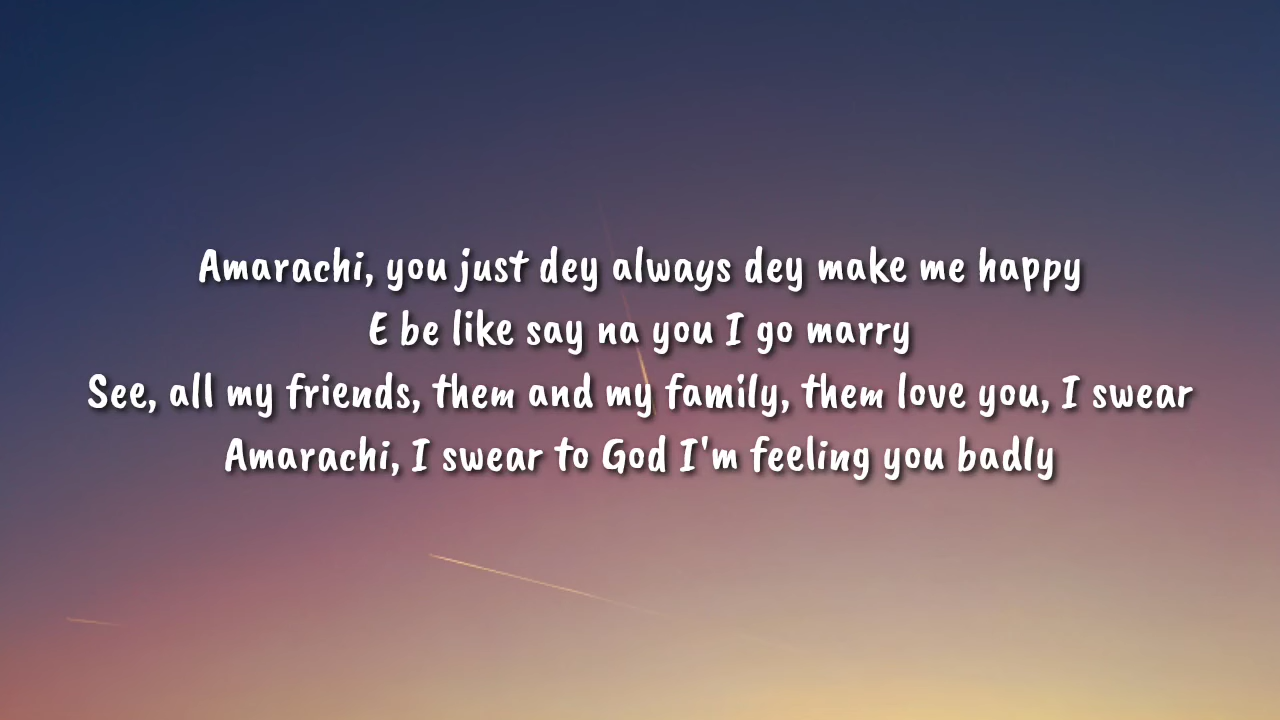 Amarachi, you just dey always dey make me happy
E be like say na you I go marry
See, all my friends, them and my family, them love you, I swear
Amarachi, I swear to God I'm feeling you badly